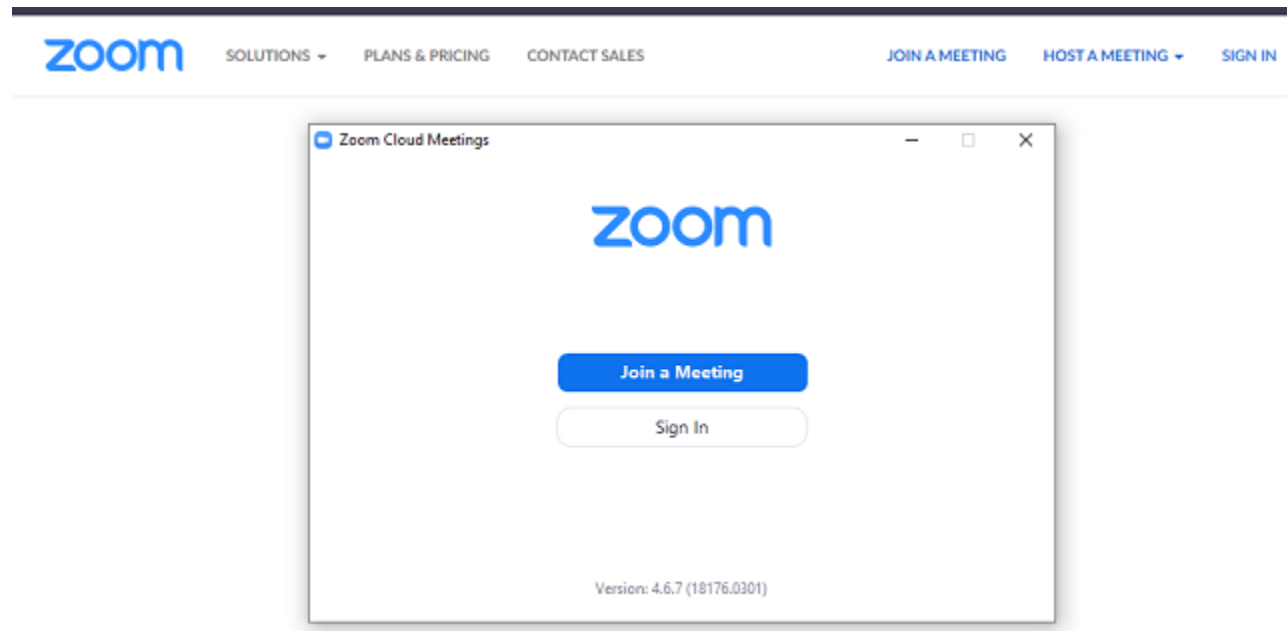 zoom SOLUTIONS PLANS & PRICING CONTACT SALES JOIN A MEETING HOST A MEETING SIGN IN
Zoom Cloud Meetings
zoom
Join a Meeting
Sign In
Version: 4.6.7 (18176.0301)